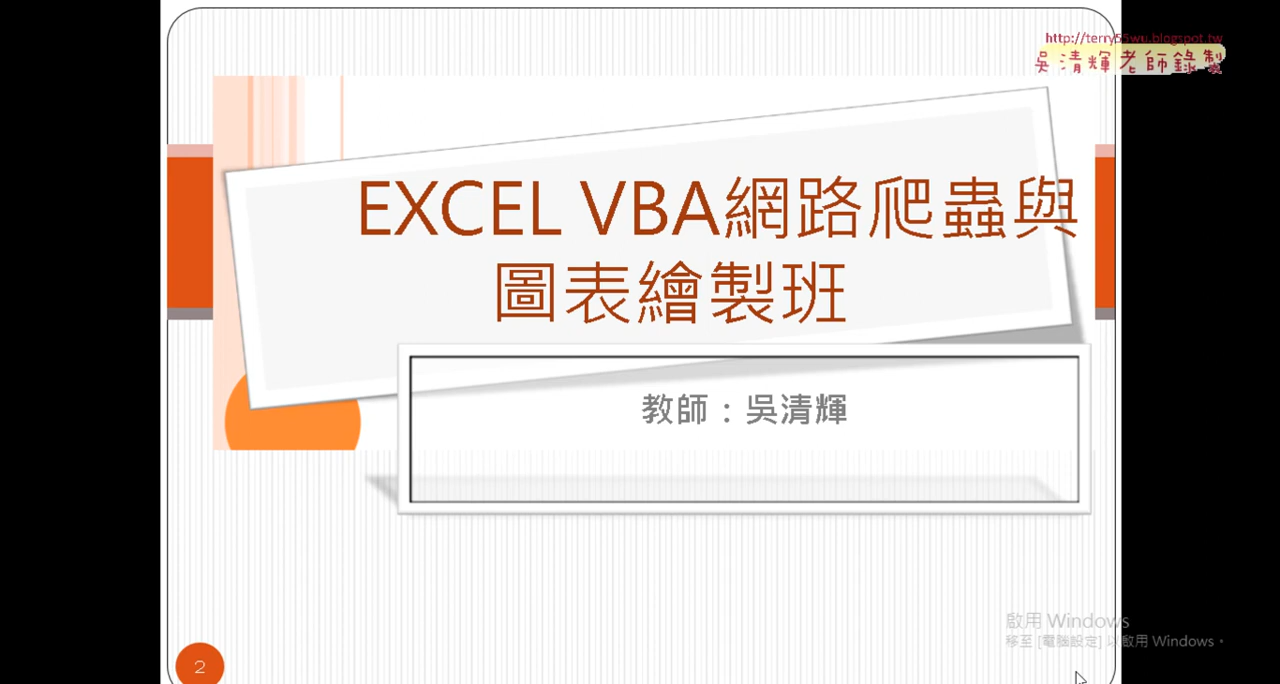 http://terry55wu.blogspot.tw
吳清輝老師錄製
EXCEL VBA網路爬蟲與
圖表繪製班
教師：吳清輝
啟用 Windows
移至 [電腦設定] 以啟用 Windows。
2